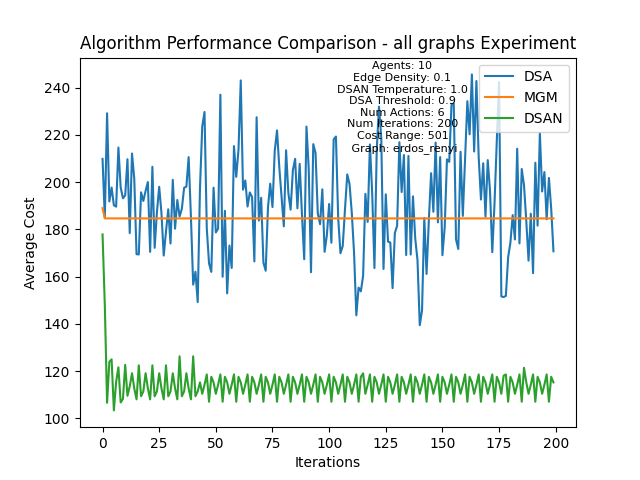 Algorithm Performance Comparison - all graphs Experiment
Agents: 10
Edge Density: 0.1
DSAN Temperature: 1.0
DSA Threshold: 0.9
Num Actions: 6
Num Iterations: 200
Cost Range: 501
Graph: erdos_renyi
DSA
MGM
DSAN
240
220
200
180
160
140
120
100
Average Cost
0 25 50 75 100 125 150 175 200
Iterations